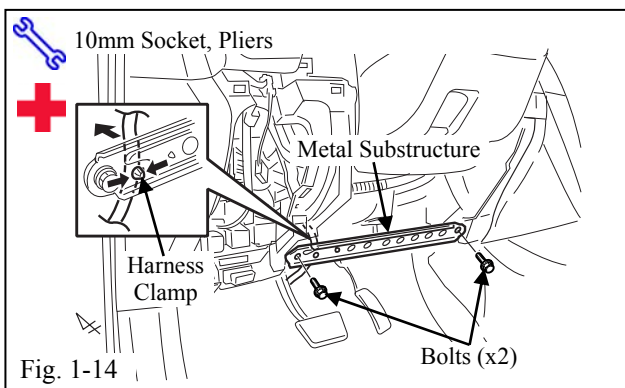 10mm Socket, Pliers
Metal Substructure
Harness
Clamp
Bolts (x2)
Fig. 1-14